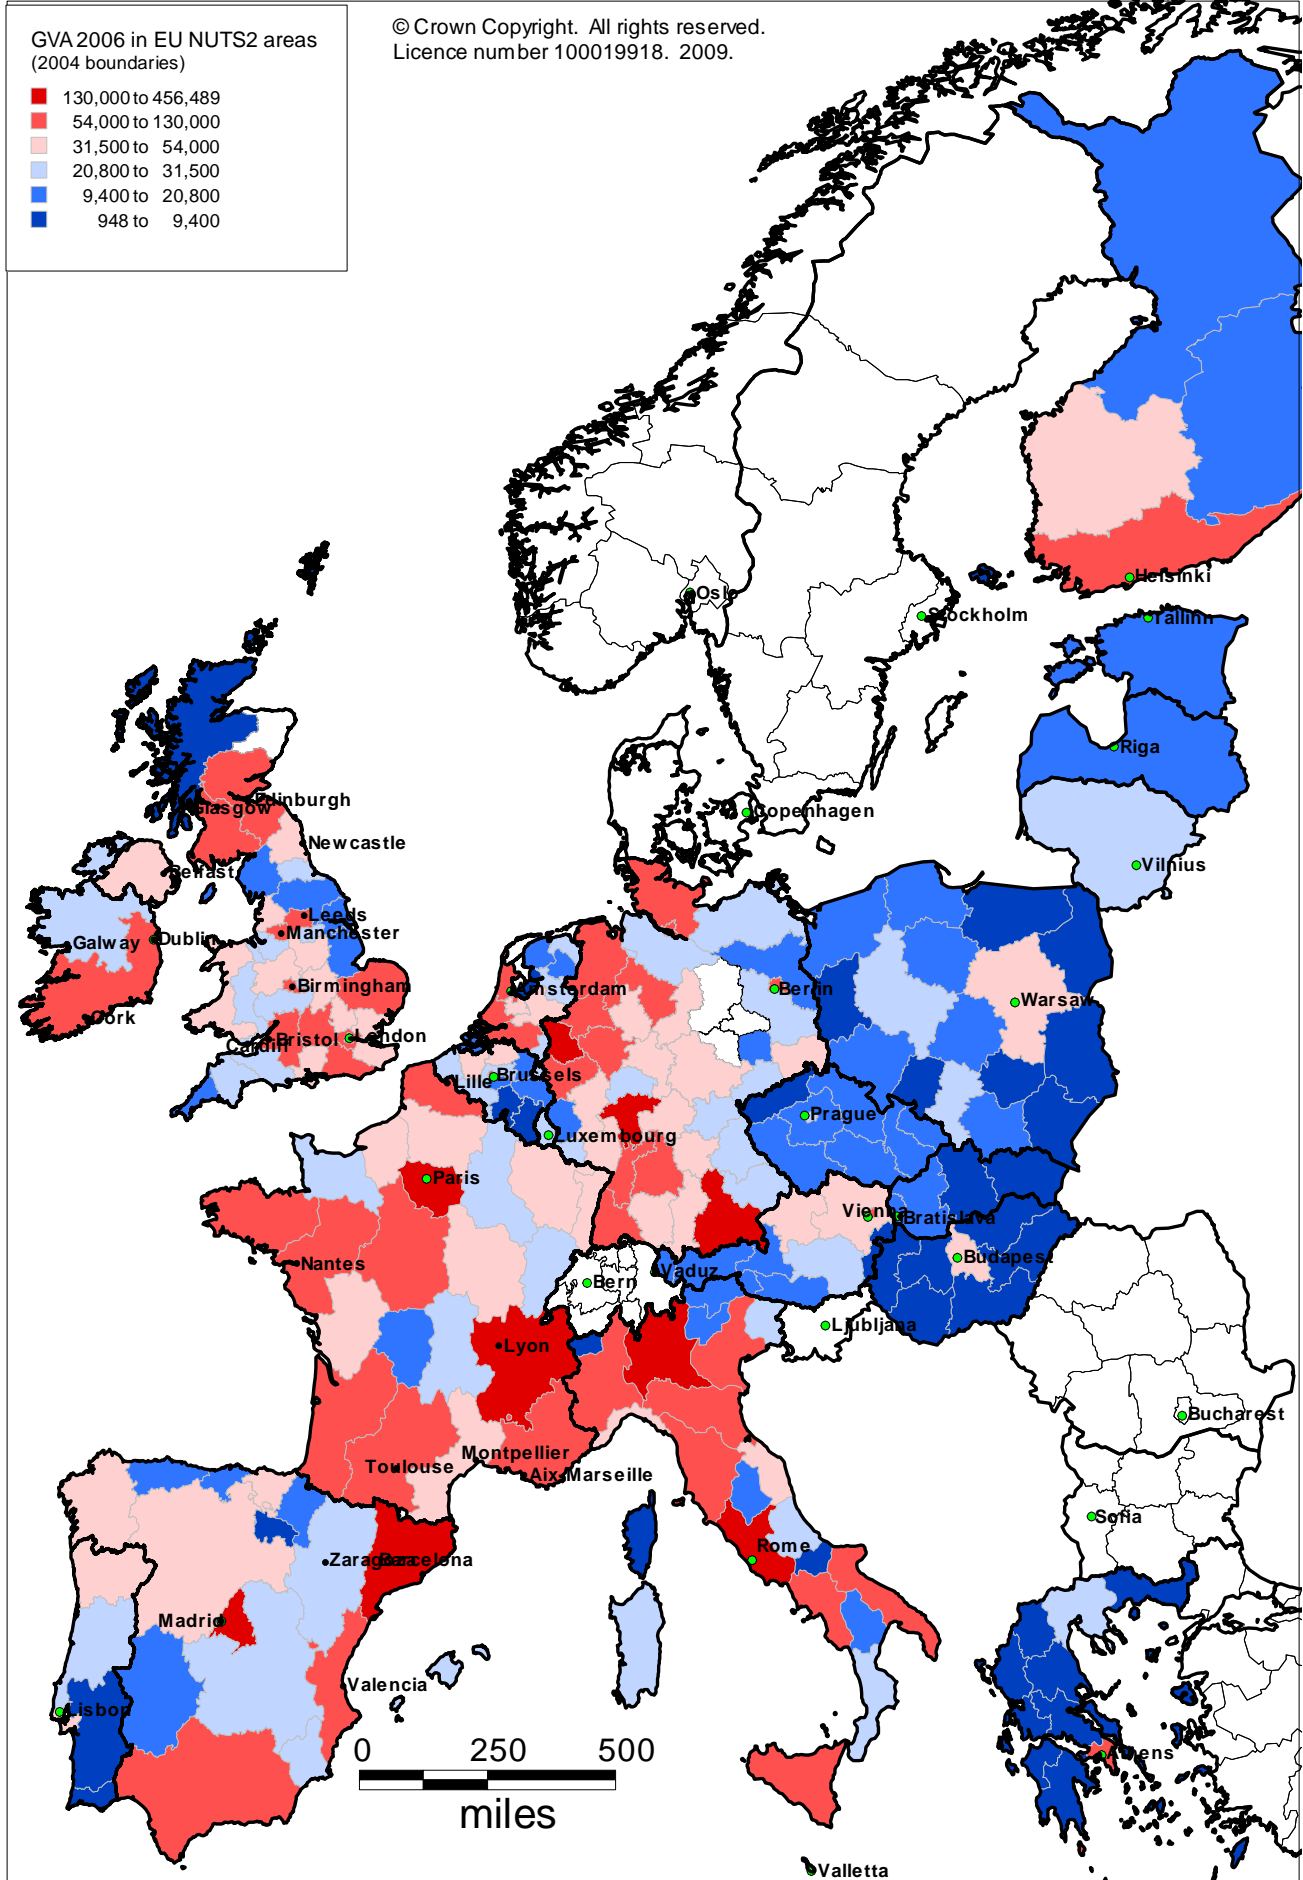 © Crown Copyright. All rights reserved.
Licence number 100019918. 2009.
GVA 2006 in EU NUTS2 areas
(2004 boundaries)
130,000 to 456,489
54,000 to 130,000
31,500 to 54,000
20,800 to 31,500
9,400 to 20,800
948 to 9,400
Helsinki
Oslo
Stockholm
Tallinn
Riga
Edinburgh
Glasgow
Copenhagen
Newcastle
Vilnius
Belfast
Leeds
Manchester
Dublin
Galway
Birmingham
Amsterdam
Berlin
Warsaw
Cork
Bristol
London
Cardiff
Lille
Brussels
Prague
Luxembourg
Paris
Vienna
Bratislava
Nantes
Budapest
Vaduz
Bern
Ljubljana
Lyon
Bucharest
Montpellier
Toulouse
Aix-Marseille
Sofia
Rome
Zaragoza
Barcelona
Madrid
Valencia
Lisbon
Athens
0 250 500
miles
Valletta